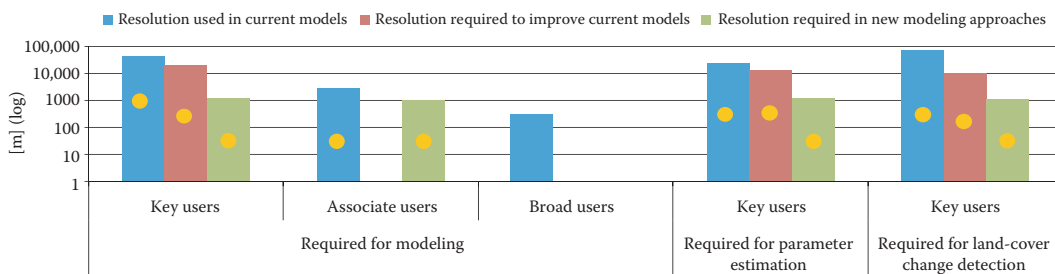 Resolution used in current models Resolution required to improve current models Resolution required in new modeling approaches
100,000
10,000
1000
100
10
1
[m] (log)
Key users Associate users Broad users Key users Key users
Required for modeling Required for parameter estimation Required for land-cover change detection